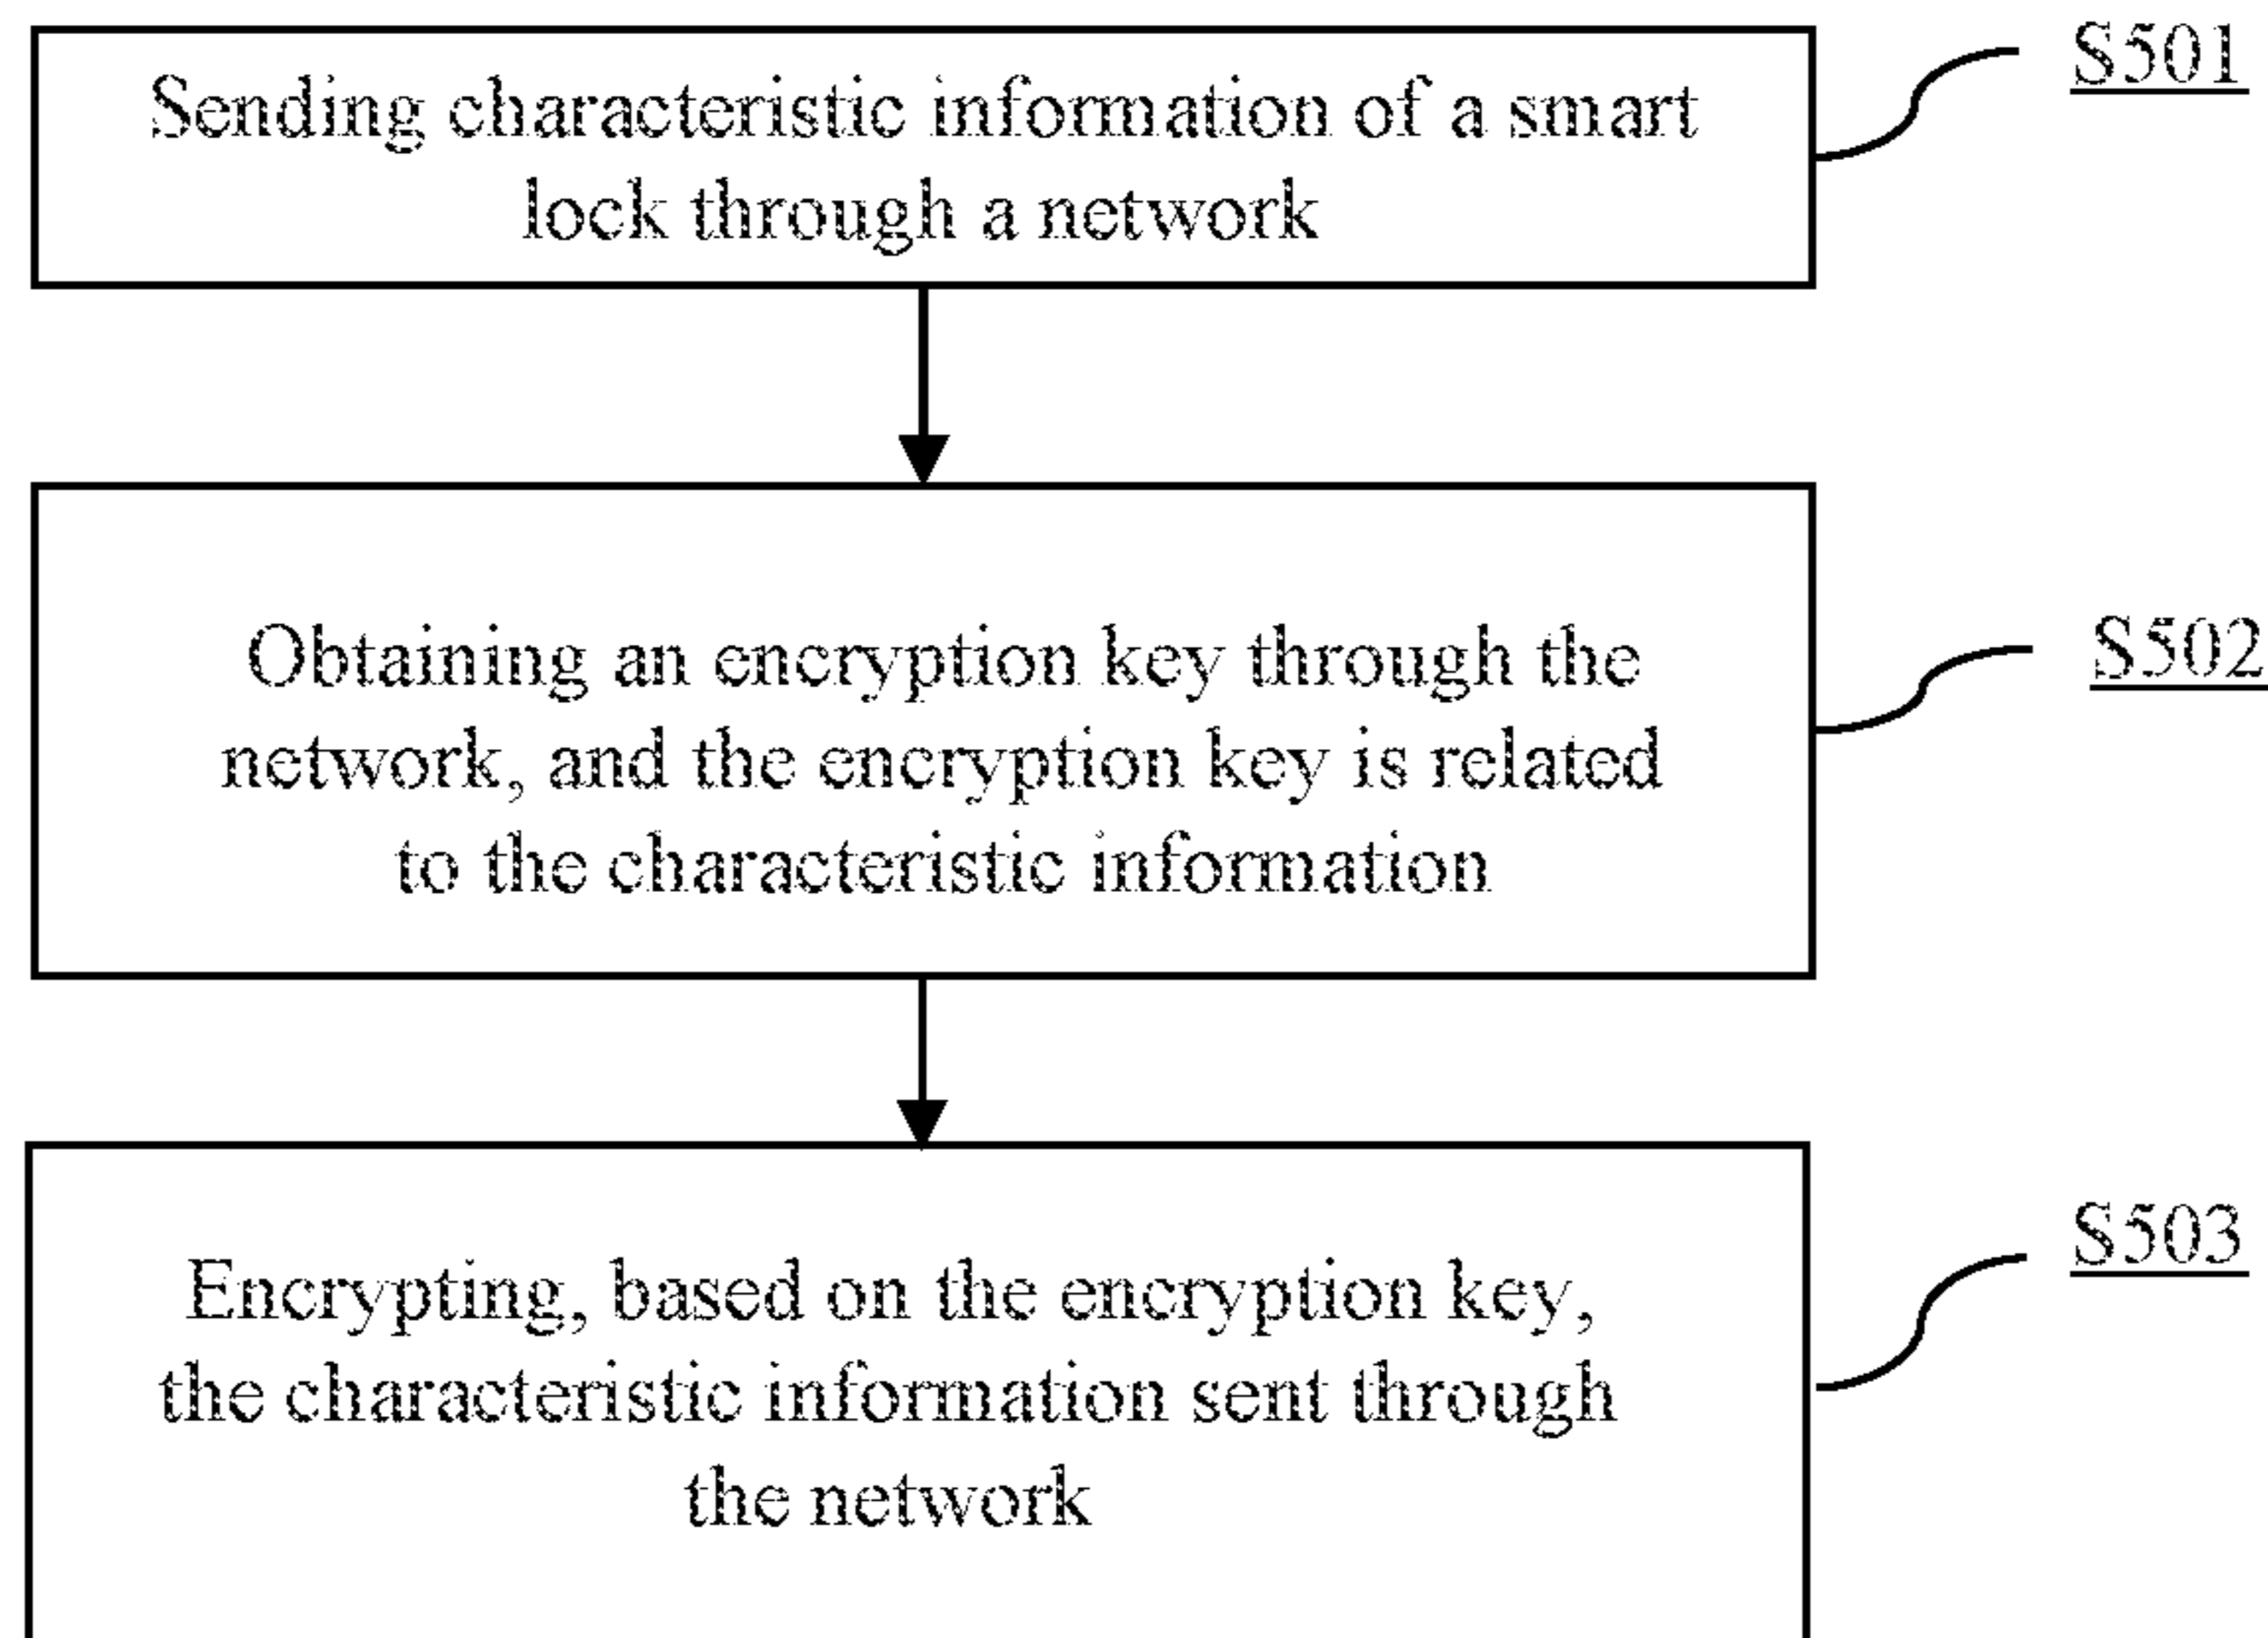 Sending characteristic information of a smart
lock through a network
S501
Obtaining an encryption key through the
network, and the encryption key is related
to the characteristic information
S502
Encrypting, based on the encryption key,
the characteristic information sent through
the network
S503